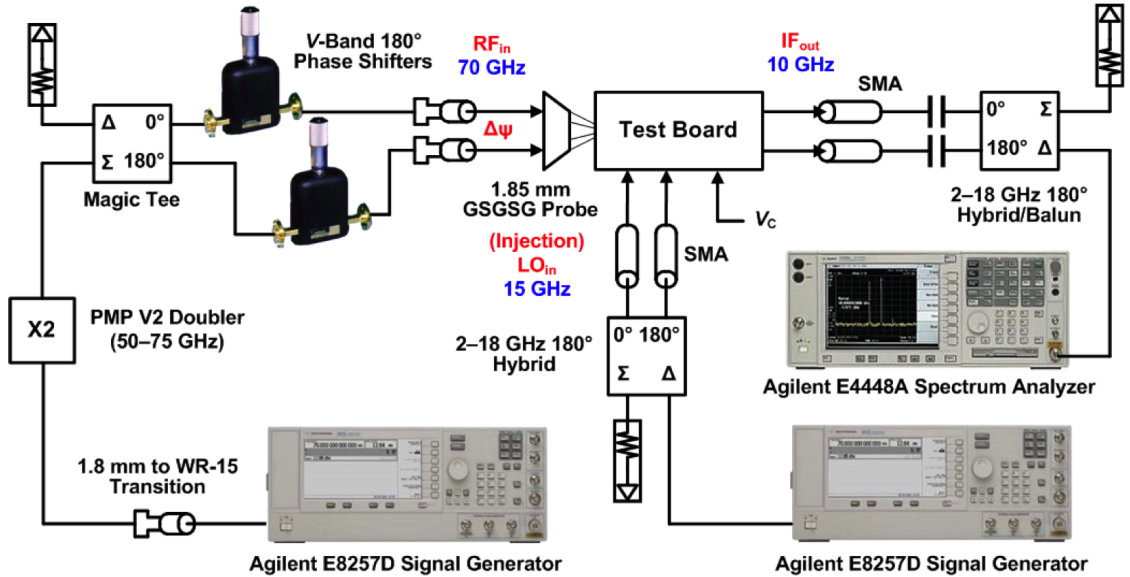 V-Band 180°
Phase Shifters
RFin
70 GHz
Δψ
IFout
10 GHz
SMA
Δ 0°
Σ 180°
Magic Tee
Test Board
0° Σ
180° Δ
2–18 GHz 180°
Hybrid/Balun
1.85 mm
GSGSG Probe
(Injection)
LOin
15 GHz
VC
SMA
X2
PMP V2 Doubler
(50–75 GHz)
2–18 GHz 180°
Hybrid
0° 180°
Σ Δ
Agilent E4448A Spectrum Analyzer
1.8 mm to WR-15
Transition
Agilent E8257D Signal Generator
Agilent E8257D Signal Generator